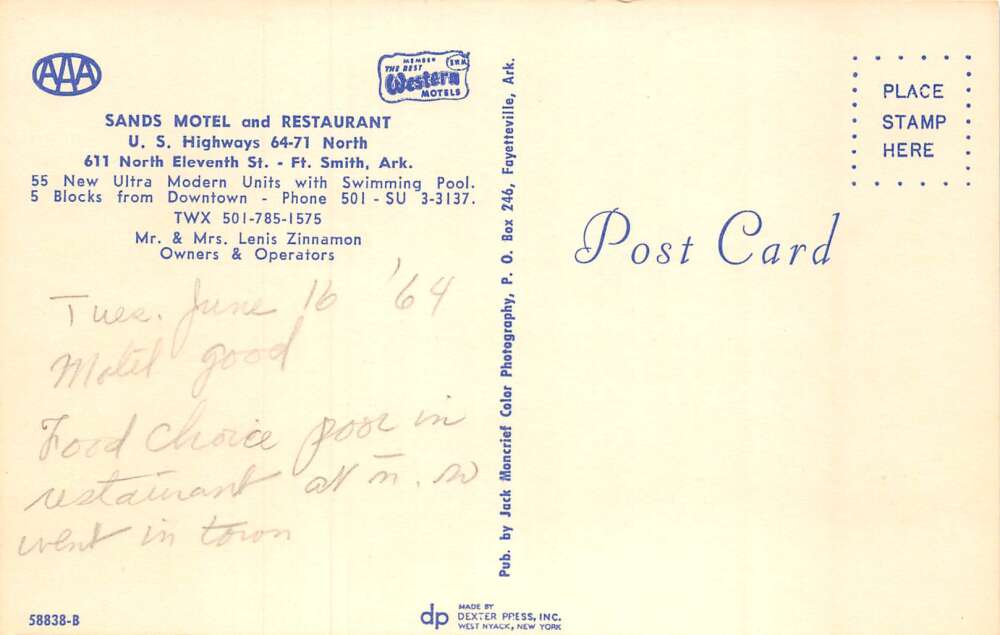 AAA
MEMBER
THE BEST
Western
MOTELS
B.W.M.
SANDS MOTEL and RESTAURANT
U. S. Highways 64-71 North
611 North Eleventh St. - Ft. Smith, Ark.
55 New Ultra Modern Units with Swimming Pool.
5 Blocks from Downtown - Phone 501 - SU 3-3137.
TWX 501-785-1575
Mr. & Mrs. Lenis Zinnamon
Owners & Operators
Tues. June 16 '64
Motel good
Food choice poor in
restaurant at n. so
went in town
58838-B
Pub. by Jack Moncrief Color Photography, P. O. Box 246, Fayetteville, Ark.
dp
MADE BY
DEXTER PRESS, INC.
WEST NYACK, NEW YORK
Post Card
PLACE
STAMP
HERE